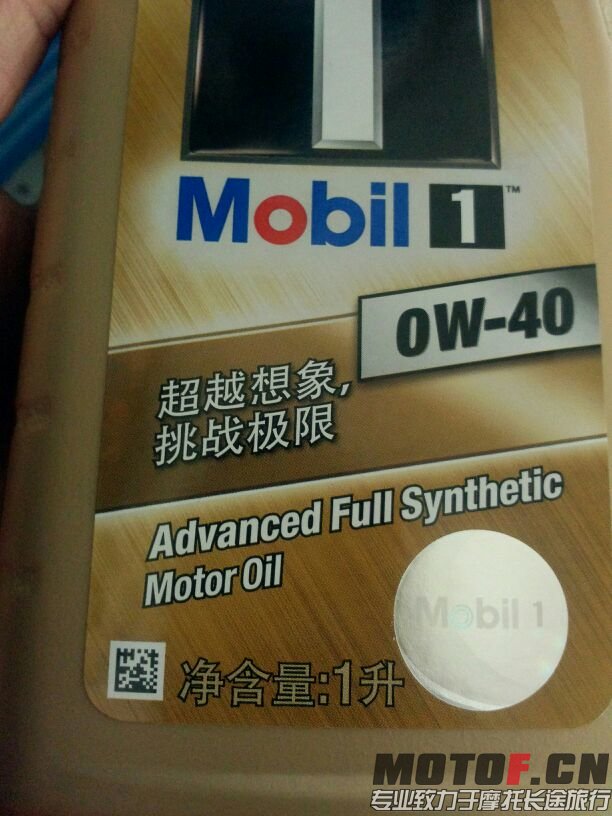 Mobil 1™
0W-40
超越想象,
挑战极限
Advanced Full Synthetic
Motor Oil
Mobil 1
净含量:1升
MOTOF.CN
专业致力于摩托长途旅行